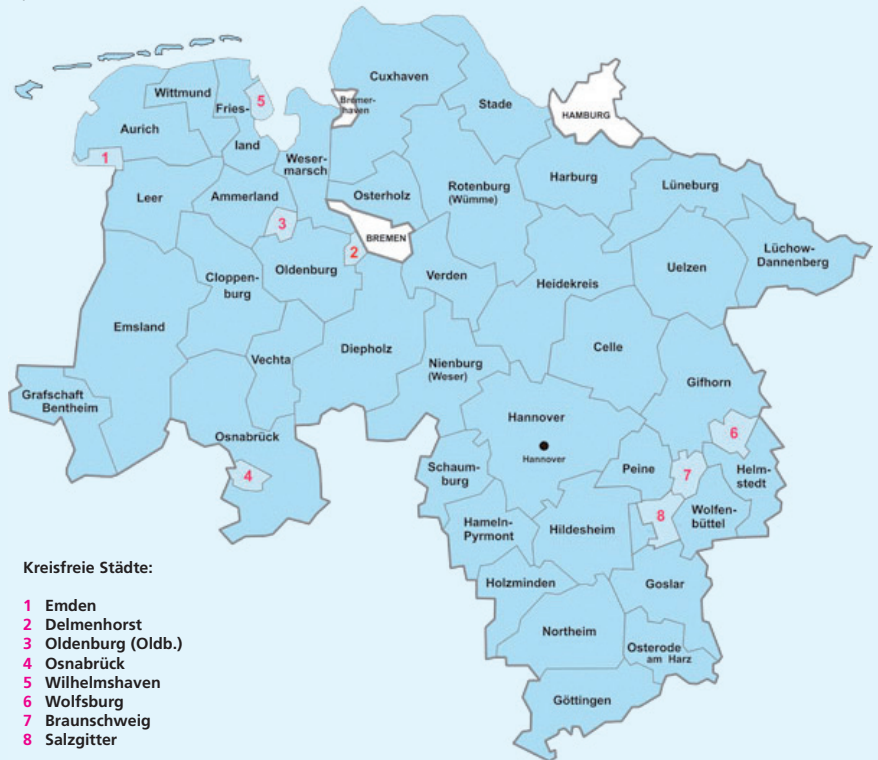 Cuxhaven
Wittmund
Fries-
5
Bremer-
haven
Stade
HAMBURG
Aurich
land
1
Weser-
marsch
Leer
Ammerland
Osterholz
Rotenburg
(Wümme)
Harburg
Lüneburg
3
BREMEN
2
Oldenburg
Cloppen-
burg
Verden
Heidekreis
Uelzen
Lüchow-
Dannenberg
Emsland
Vechta
Diepholz
Nienburg
(Weser)
Celle
Gifhorn
Grafschaft
Bentheim
Hannover
Hannover
Osnabrück
4
6
Schaum-
burg
Peine
7
Helm-
stedt
8
Wolfen-
büttel
Hameln-
Pyrmont
Hildesheim
Holzminden
Goslar
Northeim
Osterode
am Harz
Göttingen
Kreisfreie Städte:
1 Emden
2 Delmenhorst
3 Oldenburg (Oldb.)
4 Osnabrück
5 Wilhelmshaven
6 Wolfsburg
7 Braunschweig
8 Salzgitter